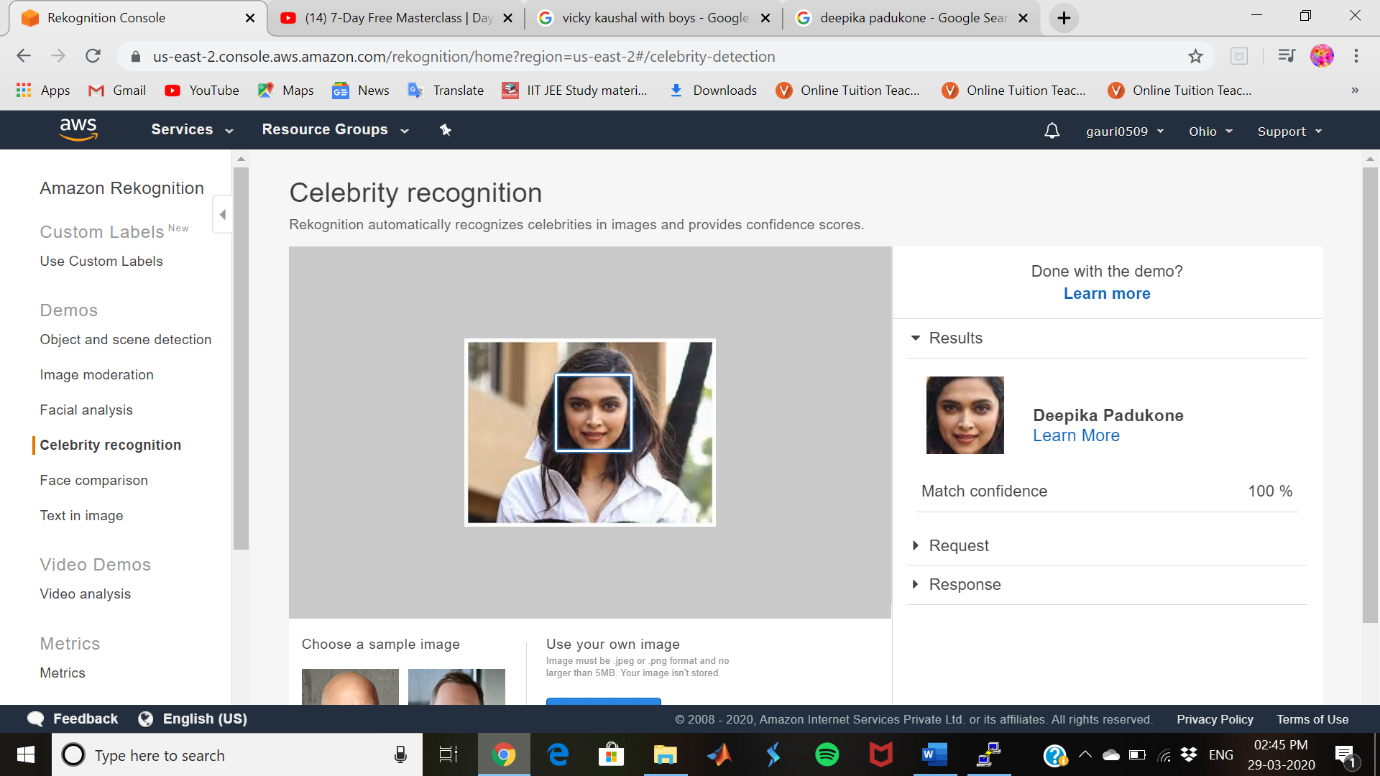 Rekognition Console
(14) 7-Day Free Masterclass | Day
vicky kaushal with boys - Google
deepika padukone - Google Sear
us-east-2.console.aws.amazon.com/rekognition/home?region=us-east-2#/celebrity-detection
Apps
Gmail
YouTube
Maps
GE
News
Translate
IIT JEE Study materi...
Downloads
V
Online Tuition Teac...
V
Online Tuition Teac...
V
Online Tuition Teac...
»
aws
Services
Resource Groups
gauri0509
Ohio
Support
Amazon Rekognition
Custom Labels New
Use Custom Labels
Demos
Object and scene detection
Image moderation
Facial analysis
Celebrity recognition
Face comparison
Text in image
Video Demos
Video analysis
Metrics
Metrics
Celebrity recognition
Rekognition automatically recognizes celebrities in images and provides confidence scores.
Choose a sample image
Use your own image
Image must be .jpeg or .png format and no
larger than 5MB. Your image isn't stored.
Done with the demo?
Learn more
Results
Deepika Padukone
Learn More
Match confidence
100 %
Request
Response
Feedback
English (US)
© 2008 - 2020, Amazon Internet Services Private Ltd. or its affiliates. All rights reserved.
Privacy Policy
Terms of Use
Type here to search
ENG
02:45 PM
29-03-2020
1